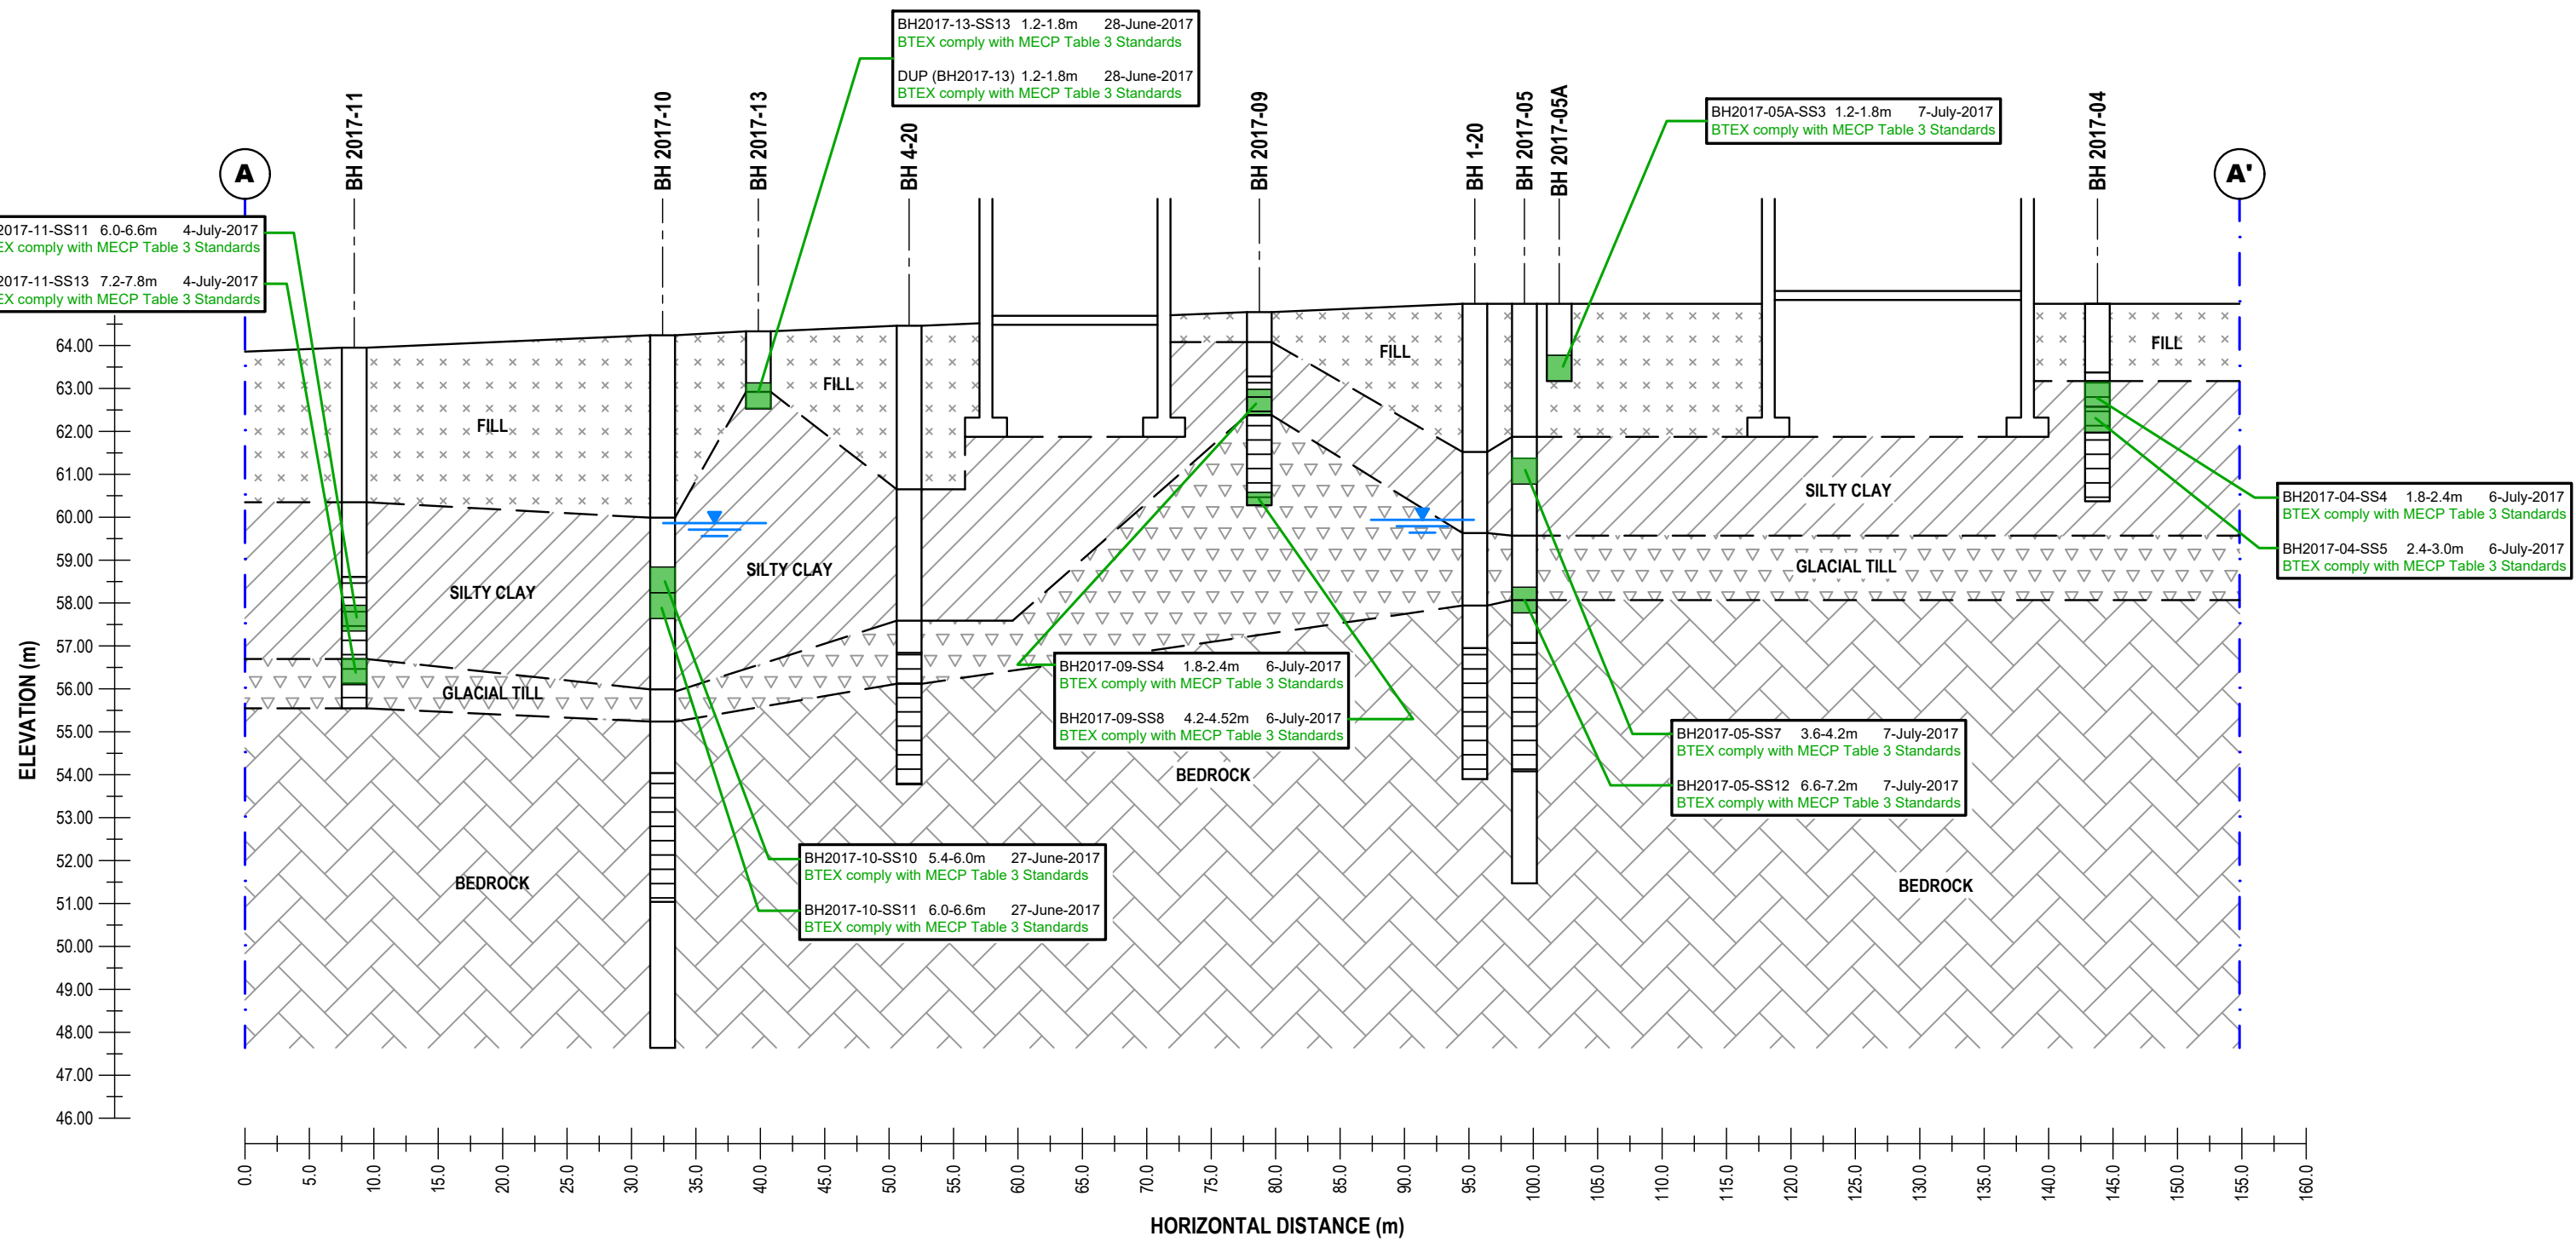 BH2017-13-SS13 1.2-1.8m 28-June-2017
BTEX comply with MECP Table 3 Standards
DUP (BH2017-13) 1.2-1.8m 28-June-2017
BTEX comply with MECP Table 3 Standards
BH 2017-11
BH 2017-10
BH 2017-13
BH 4-20
BH 2017-09
BH 1-20
BH 2017-05
BH 2017-05A
BH 2017-04
BH2017-05A-SS3 1.2-1.8m 7-July-2017
BTEX comply with MECP Table 3 Standards
A
A'
2017-11-SS11 6.0-6.6m 4-July-2017
EX comply with MECP Table 3 Standards
2017-11-SS13 7.2-7.8m 4-July-2017
EX comply with MECP Table 3 Standards
FILL
FILL
FILL
FILL
SILTY CLAY
SILTY CLAY
SILTY CLAY
GLACIAL TILL
GLACIAL TILL
BEDROCK
BEDROCK
BEDROCK
BH2017-04-SS4 1.8-2.4m 6-July-2017
BTEX comply with MECP Table 3 Standards
BH2017-04-SS5 2.4-3.0m 6-July-2017
BTEX comply with MECP Table 3 Standards
BH2017-09-SS4 1.8-2.4m 6-July-2017
BTEX comply with MECP Table 3 Standards
BH2017-09-SS8 4.2-4.52m 6-July-2017
BTEX comply with MECP Table 3 Standards
BH2017-05-SS7 3.6-4.2m 7-July-2017
BTEX comply with MECP Table 3 Standards
BH2017-05-SS12 6.6-7.2m 7-July-2017
BTEX comply with MECP Table 3 Standards
BH2017-10-SS10 5.4-6.0m 27-June-2017
BTEX comply with MECP Table 3 Standards
BH2017-10-SS11 6.0-6.6m 27-June-2017
BTEX comply with MECP Table 3 Standards
ELEVATION (m)
64.00
63.00
62.00
61.00
60.00
59.00
58.00
57.00
56.00
55.00
54.00
53.00
52.00
51.00
50.00
49.00
48.00
47.00
46.00
0.0
5.0
10.0
15.0
20.0
25.0
30.0
35.0
40.0
45.0
50.0
55.0
60.0
65.0
70.0
75.0
80.0
85.0
90.0
95.0
100.0
105.0
110.0
115.0
120.0
125.0
130.0
135.0
140.0
145.0
150.0
155.0
160.0
HORIZONTAL DISTANCE (m)